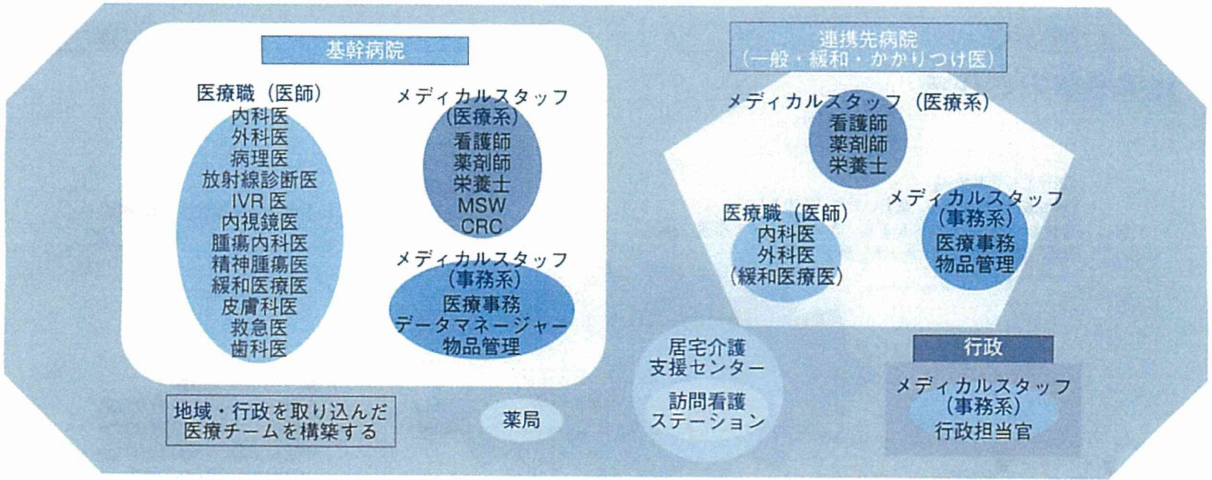 基幹病院
医療職（医師）
内科医
外科医
病理医
放射線診断医
IVR医
内視鏡医
腫瘍内科医
精神腫瘍医
緩和医療医
皮膚科医
救急医
歯科医
メディカルスタッフ
（医療系）
看護師
薬剤師
栄養士
MSW
CRC
メディカルスタッフ
（事務系）
医療事務
データマネージャー
物品管理
連携先病院
（一般・緩和・かかりつけ医）
メディカルスタッフ（医療系）
看護師
薬剤師
栄養士
医療職（医師）
内科医
外科医
（緩和医療医）
メディカルスタッフ
（事務系）
医療事務
物品管理
地域・行政を取り込んだ
医療チームを構築する
薬局
居宅介護
支援センター
訪問看護
ステーション
行政
メディカルスタッフ
（事務系）
行政担当官